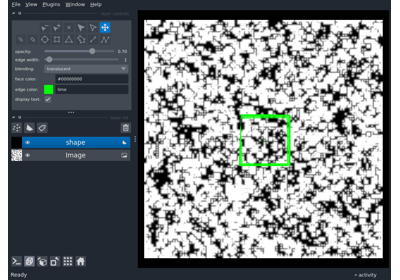 File View Plugins Window Help
opacity: 0.70
edge width: 1
blending: translucent
face color: #00000000
edge color: lime
display text:
shape
Image
Ready
activity